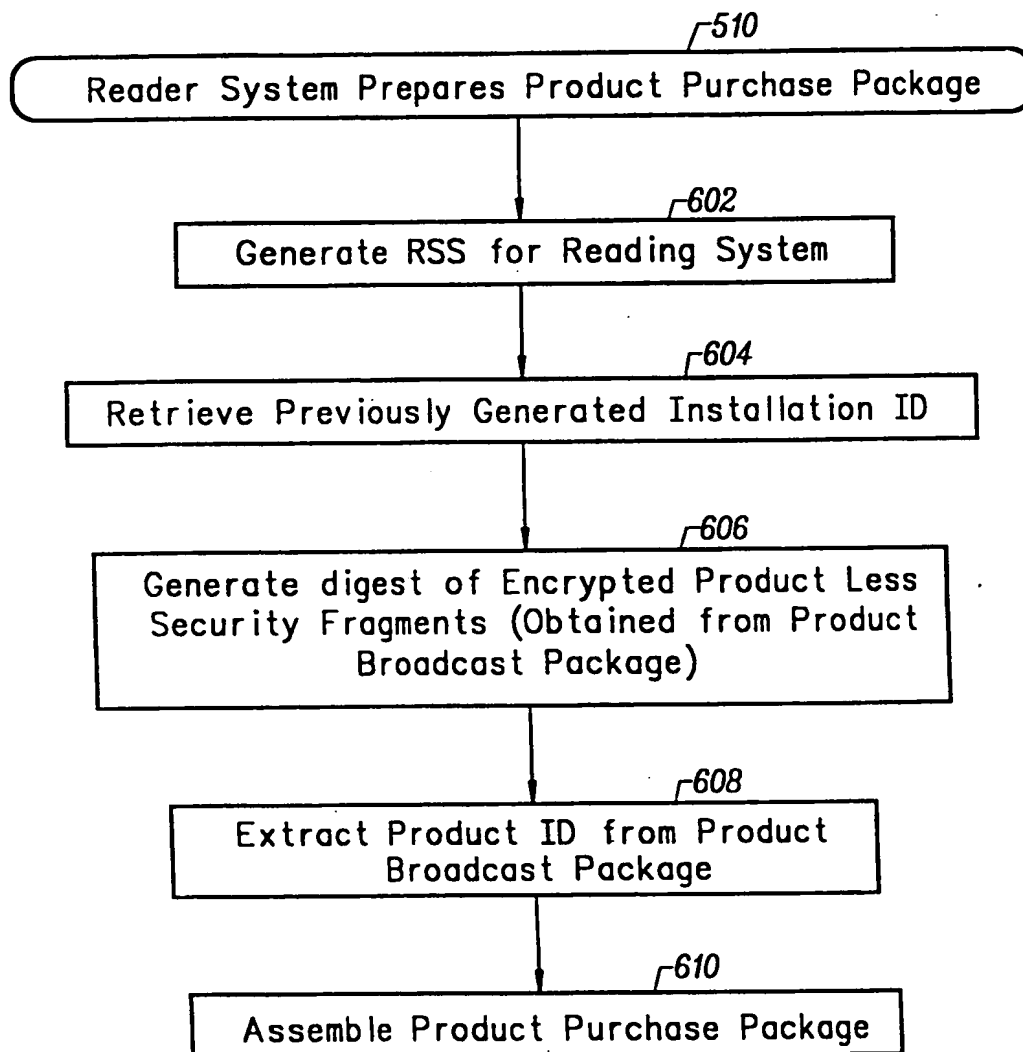 510
Reader System Prepares Product Purchase Package
602
Generate RSS for Reading System
604
Retrieve Previously Generated Installation ID
606
Generate digest of Encrypted Product Less
Security Fragments (Obtained from Product
Broadcast Package)
608
Extract Product ID from Product
Broadcast Package
610
Assemble Product Purchase Package